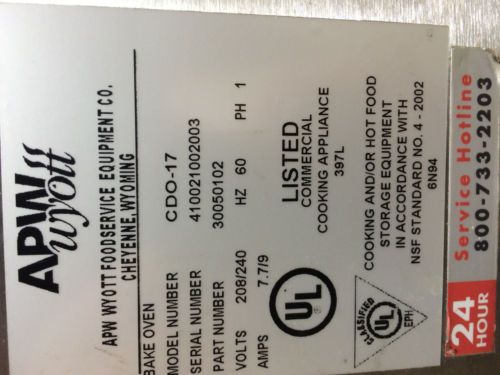 APW
wyott
APW WYOTT FOODSERVICE EQUIPMENT CO.
CHEYENNE, WYOMING
BAKE OVEN
MODEL NUMBER CDO-17
SERIAL NUMBER 410021002003
PART NUMBER 30050102
VOLTS 208/240 HZ 60 PH 1
AMPS 7.7/9
UL
LISTED
COMMERCIAL
COOKING APPLIANCE
397L
CLASSIFIED
UL
EPH
COOKING AND/OR HOT FOOD
STORAGE EQUIPMENT
IN ACCORDANCE WITH
NSF STANDARD NO. 4 - 2002
6N94
24
HOUR
Service Hotline
800-733-2203